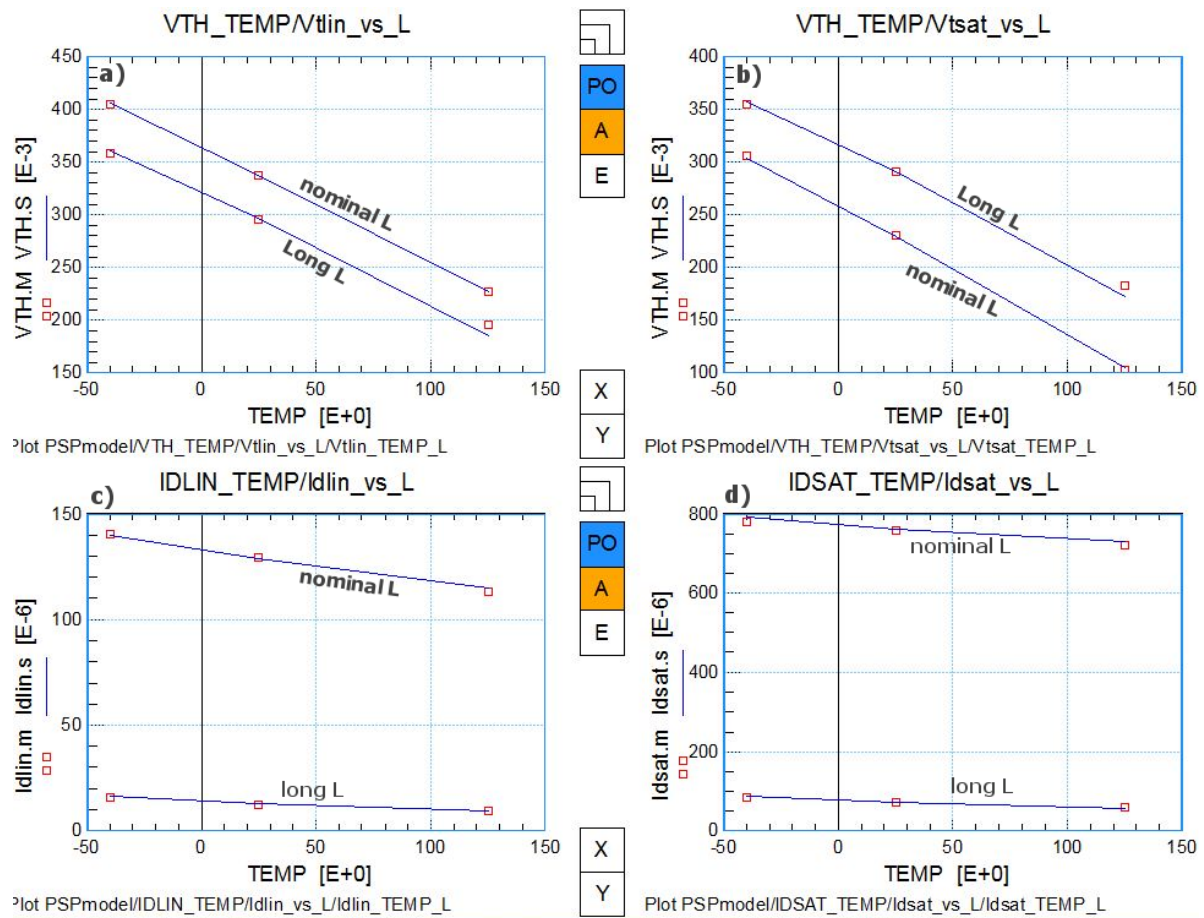 VTH_TEMP/Vtlin_vs_L
a)
450
400
350
300
250
200
150
VTH.M VTH.S [E-3]
nominal L
Long L
-50 0 50 100 150
TEMP [E+0]
Plot PSPmodel/VTH_TEMP/Vtlin_vs_L/Vtlin_TEMP_L
PO
A
E
X
Y
VTH_TEMP/Vtsat_vs_L
b)
400
350
300
250
200
150
100
VTH.M VTH.S [E-3]
Long L
nominal L
-50 0 50 100 150
TEMP [E+0]
Plot PSPmodel/VTH_TEMP/Vtsat_vs_L/Vtsat_TEMP_L
IDLIN_TEMP/Idlin_vs_L
c)
150
100
50
0
Idlin.m Idlin.s [E-6]
nominal L
long L
-50 0 50 100 150
TEMP [E+0]
Plot PSPmodel/IDLIN_TEMP/Idlin_vs_L/Idlin_TEMP_L
PO
A
E
X
Y
IDSAT_TEMP/Idsat_vs_L
d)
800
600
400
200
0
Idsat.m Idsat.s [E-6]
nominal L
long L
-50 0 50 100 150
TEMP [E+0]
Plot PSPmodel/IDSAT_TEMP/Idsat_vs_L/Idsat_TEMP_L